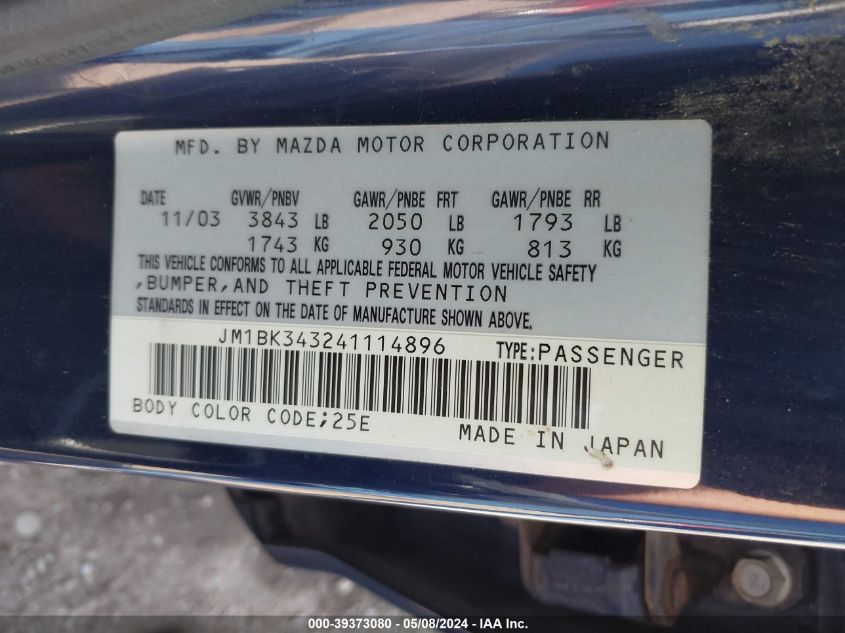 MFD. BY MAZDA MOTOR CORPORATION
DATE GVWR/PNBV GAWR/PNBE FRT GAWR/PNBE RR
11/03 3843 LB 2050 LB 1793 LB
1743 KG 930 KG 813 KG
THIS VEHICLE CONFORMS TO ALL APPLICABLE FEDERAL MOTOR VEHICLE SAFETY
,BUMPER,AND THEFT PREVENTION
STANDARDS IN EFFECT ON THE DATE OF MANUFACTURE SHOWN ABOVE.
JM1BK343241114896 TYPE:PASSENGER
BODY COLOR CODE;25E
MADE IN JAPAN
000-39373080 - 05/08/2024 - IAA Inc.